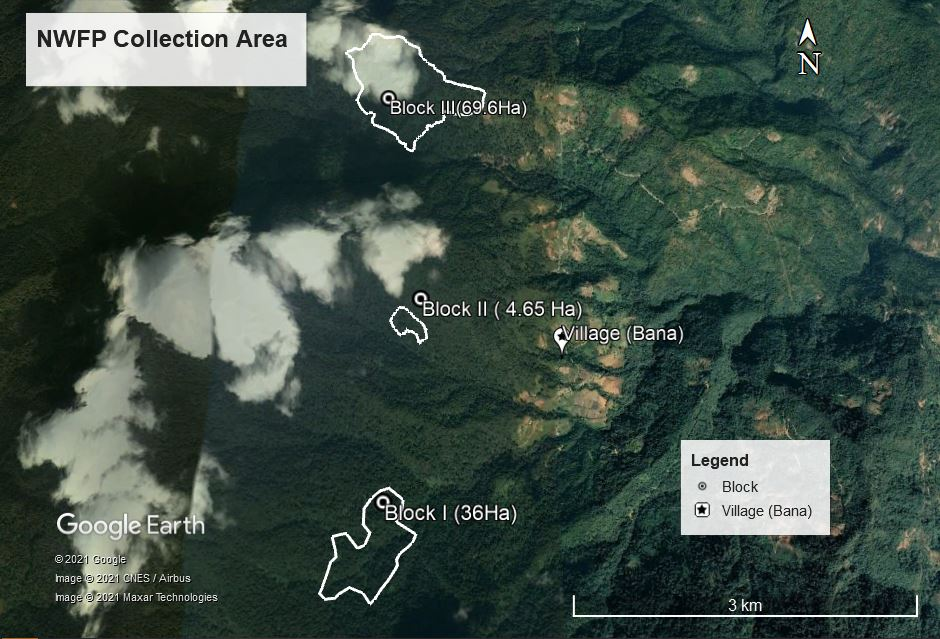 NWFP Collection Area
N
Block III(69.6Ha)
Block II ( 4.65 Ha)
Village (Bana)
Legend
Block
Village (Bana)
Block I (36Ha)
Google Earth
© 2021 Google
Image © 2021 CNES / Airbus
Image © 2021 Maxar Technologies
3 km